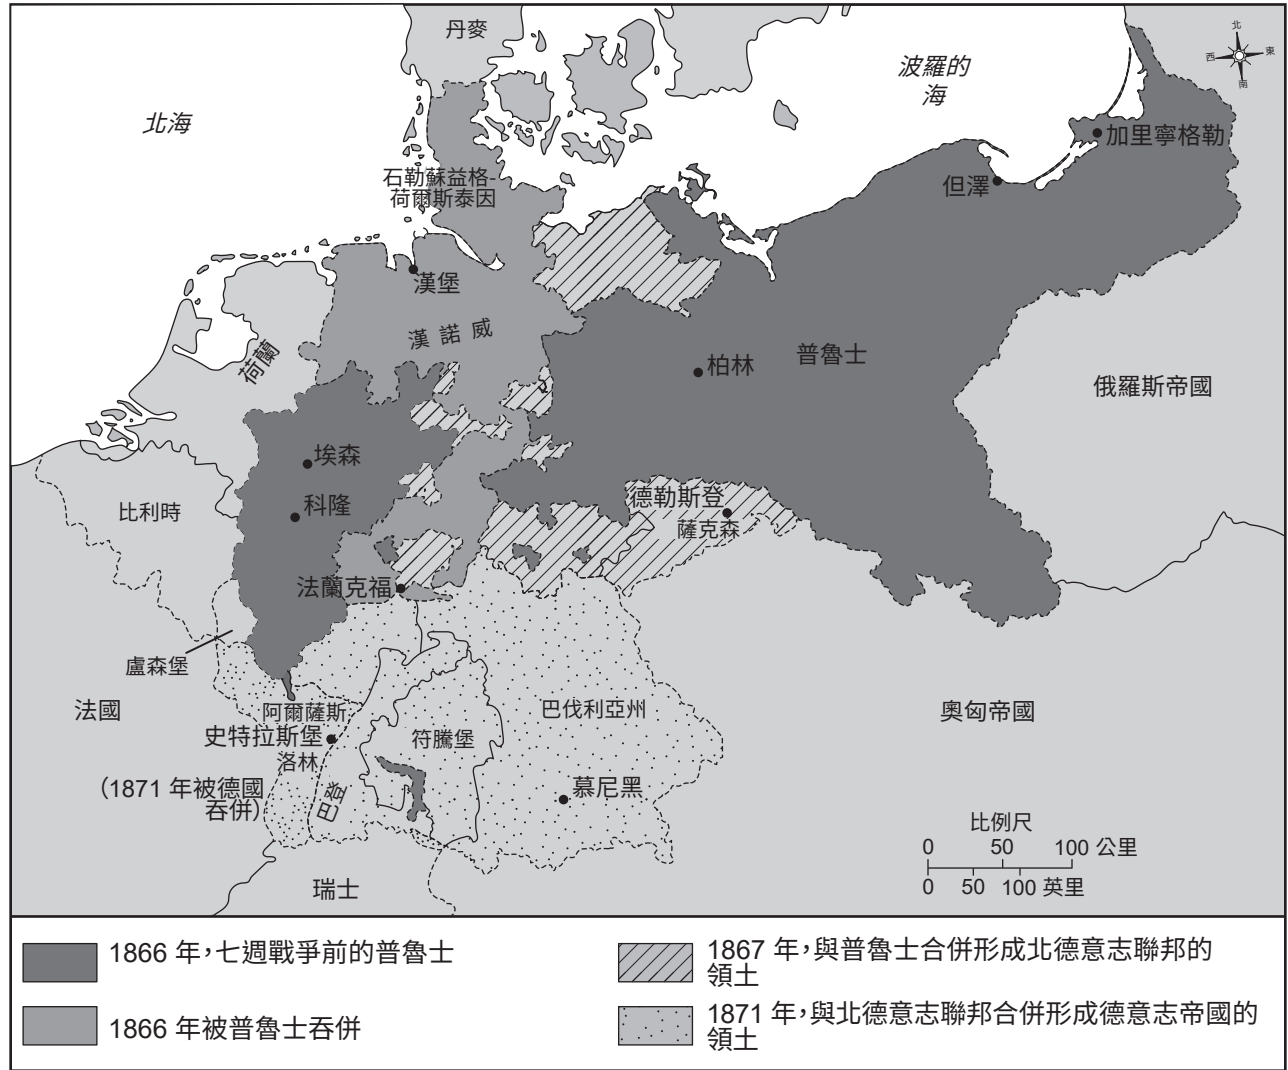 丹麥
北
西
東
南
北海
波羅的
海
加里寧格勒
但澤
石勒蘇益格-
荷爾斯泰因
漢堡
漢 諾 威
荷蘭
柏林
普魯士
俄羅斯帝國
埃森
科隆
比利時
德勒斯登
薩克森
法蘭克福
盧森堡
法國
阿爾薩斯
史特拉斯堡
洛林
(1871 年被德國
吞併)
巴登
符騰堡
巴伐利亞州
慕尼黑
奧匈帝國
瑞士
比例尺
0 50 100 公里
0 50 100 英里
1866 年，七週戰爭前的普魯士
1866 年被普魯士吞併
1867 年，與普魯士合併形成北德意志聯邦的
領土
1871 年，與北德意志聯邦合併形成德意志帝國的
領土